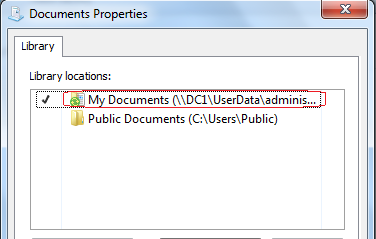 Documents Properties
Library
Library locations:
My Documents (\\DC1\UserData\adminis...
Public Documents (C:\Users\Public)